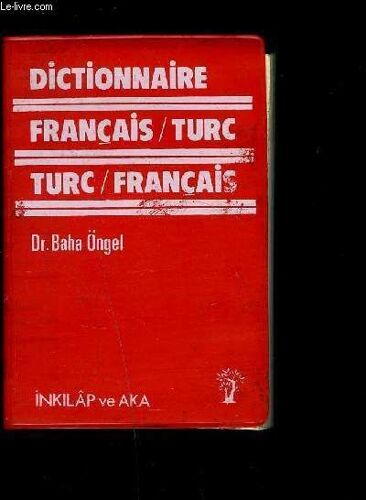 Le-livre.com
DICTIONNAIRE
FRANÇAIS / TURC
TURC / FRANÇAIS
Dr. Baha Öngel
İNKILÂP ve AKA